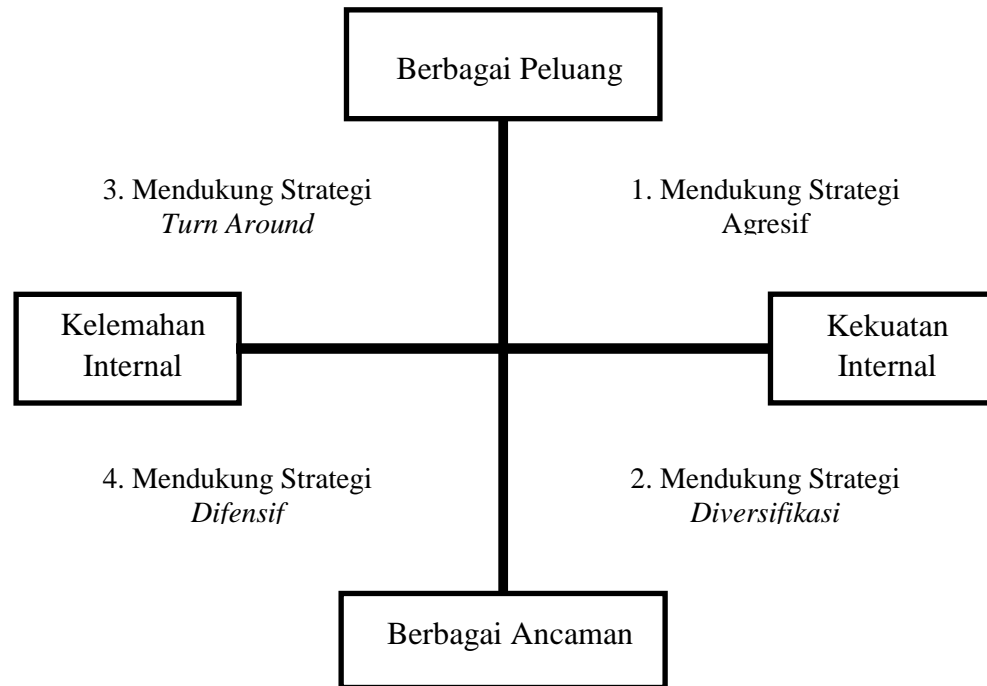 Berbagai Peluang
3. Mendukung Strategi
Turn Around
1. Mendukung Strategi
Agresif
Kelemahan
Internal
Kekuatan
Internal
4. Mendukung Strategi
Difensif
2. Mendukung Strategi
Diversifikasi
Berbagai Ancaman